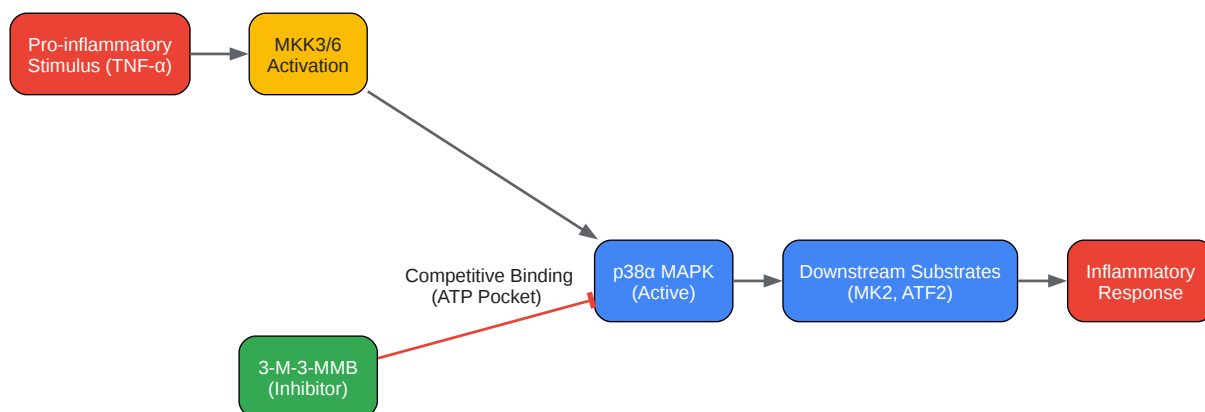 Pro-inflammatory
Stimulus (TNF-α)
MKK3/6
Activation
Competitive Binding
(ATP Pocket)
p38α MAPK
(Active)
Downstream Substrates
(MK2, ATF2)
Inflammatory
Response
3-M-3-MMB
(Inhibitor)